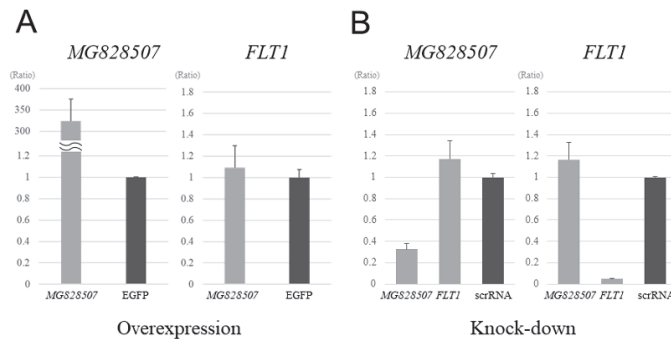 A
B
MG828507
FLT1
MG828507
FLT1
(Ratio)
400
350
300
1.2
1
0.8
0.6
0.4
0.2
0
MG828507
EGFP
(Ratio)
1.8
1.6
1.4
1.2
1
0.8
0.6
0.4
0.2
0
MG828507
EGFP
(Ratio)
1.8
1.6
1.4
1.2
1
0.8
0.6
0.4
0.2
0
MG828507 FLT1 scrRNA
(Ratio)
1.8
1.6
1.4
1.2
1
0.8
0.6
0.4
0.2
0
MG828507 FLT1 scrRNA
Overexpression
Knock-down